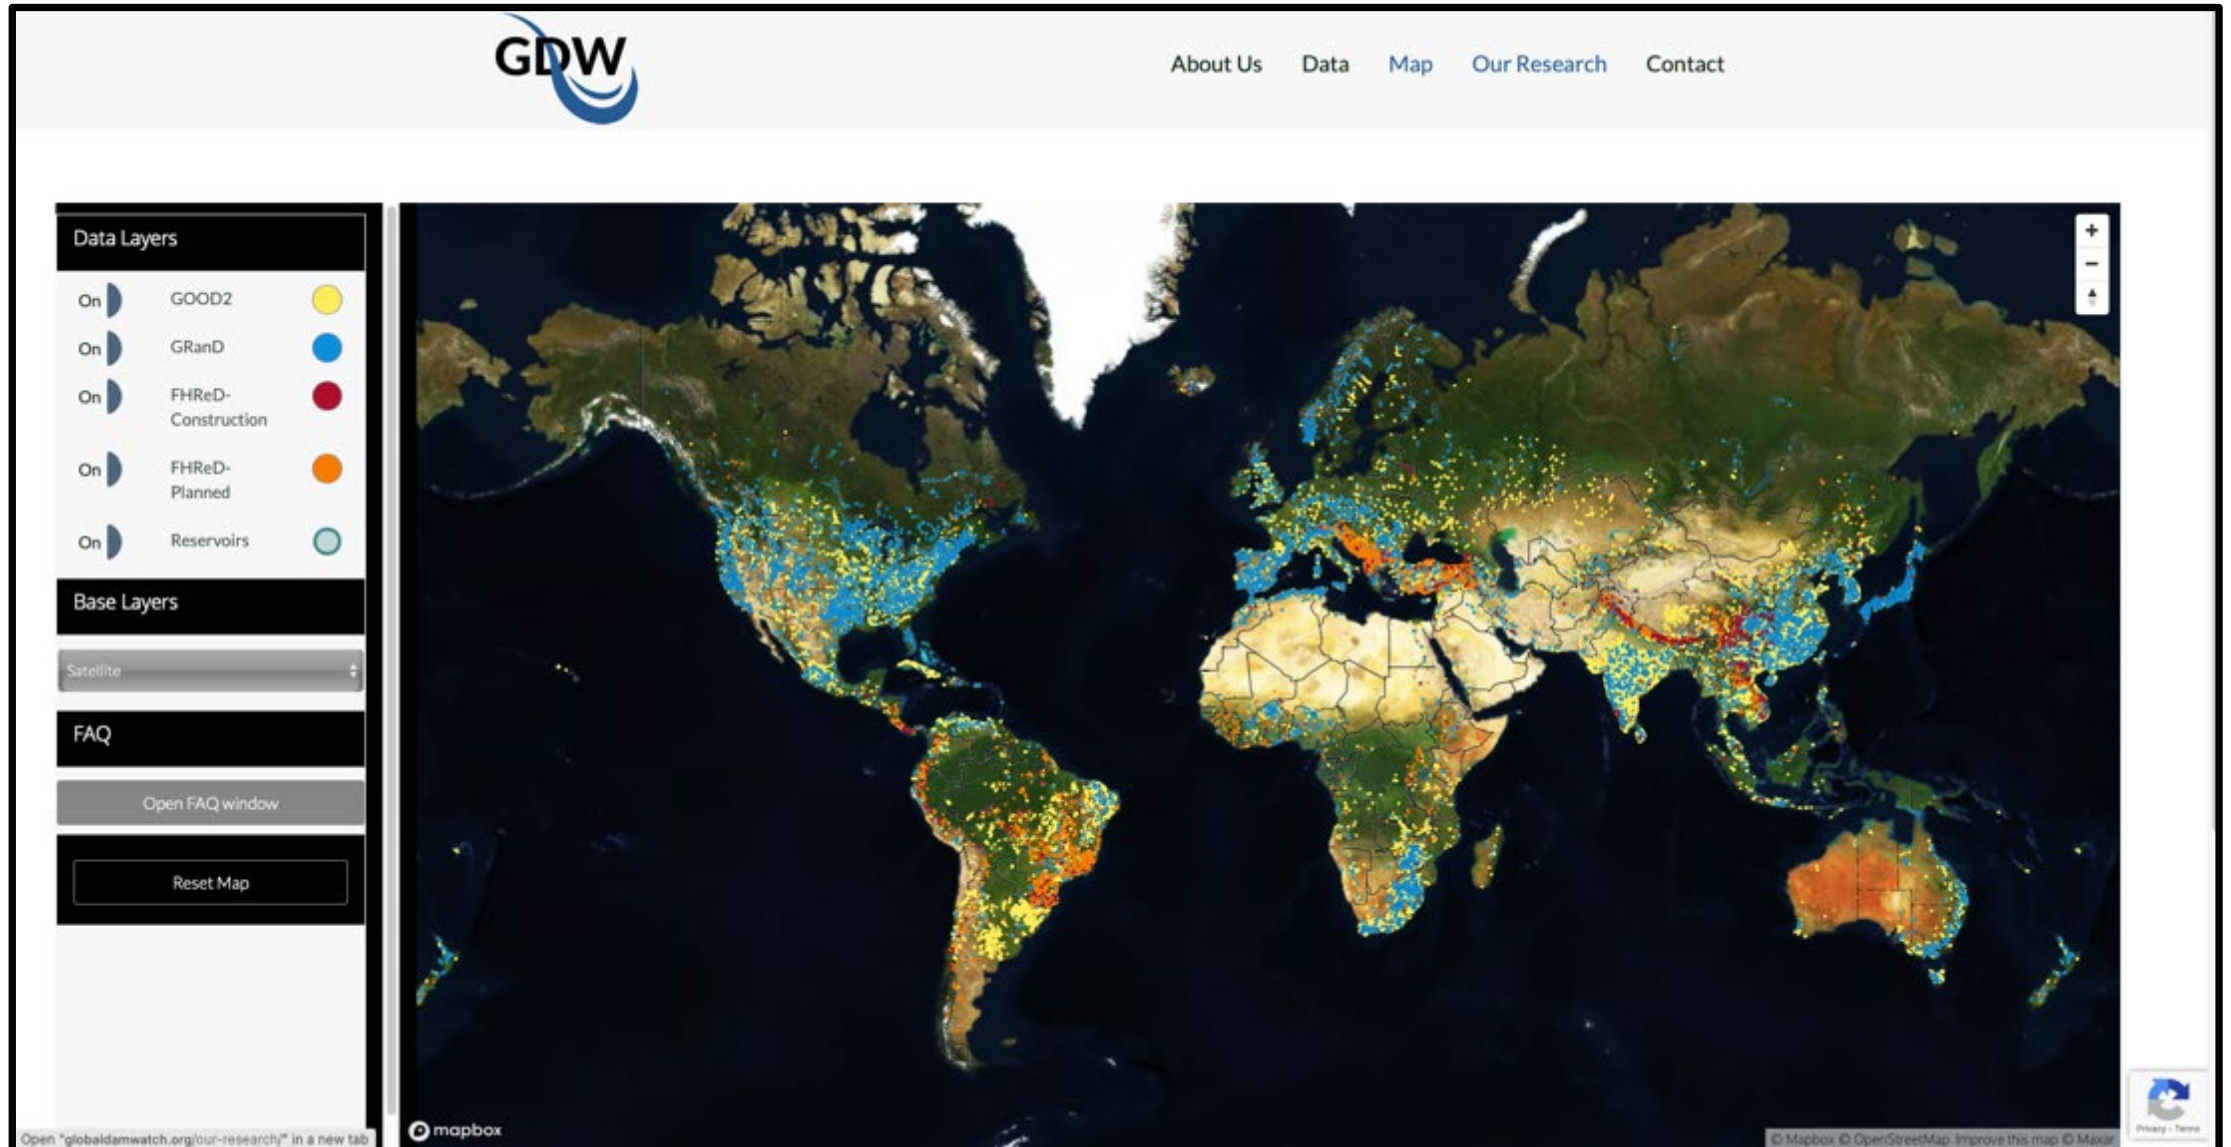 GDW
About Us Data Map Our Research Contact
Data Layers
On GOOD2
On GRanD
On FHReD-
Construction
On FHReD-
Planned
On Reservoirs
Base Layers
Satellite
FAQ
Open FAQ window
Reset Map
+
−
mapbox
© Mapbox © OpenStreetMap Improve this map © Maxar
Privacy - Terms
Open "globaldamwatch.org/our-research/" in a new tab